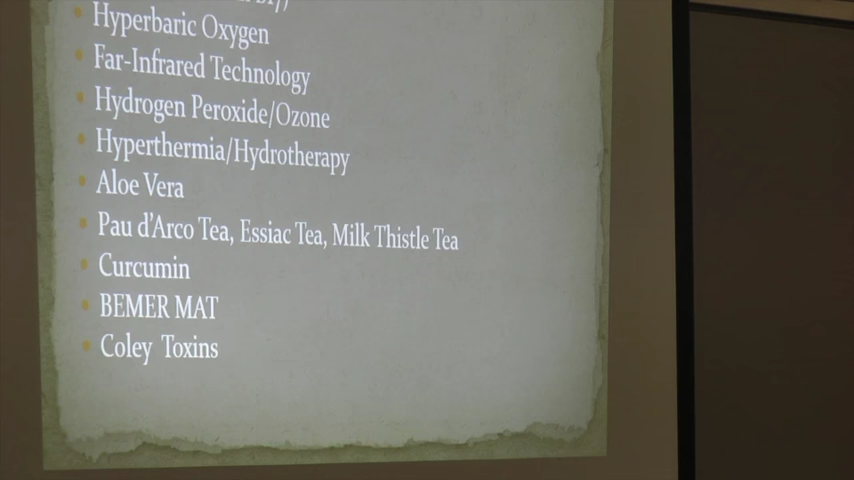 Hyperbaric Oxygen
Far-Infrared Technology
Hydrogen Peroxide/Ozone
Hyperthermia/Hydrotherapy
Aloe Vera
Pau d'Arco Tea, Essiac Tea, Milk Thistle Tea
Curcumin
BEMER MAT
Coley Toxins